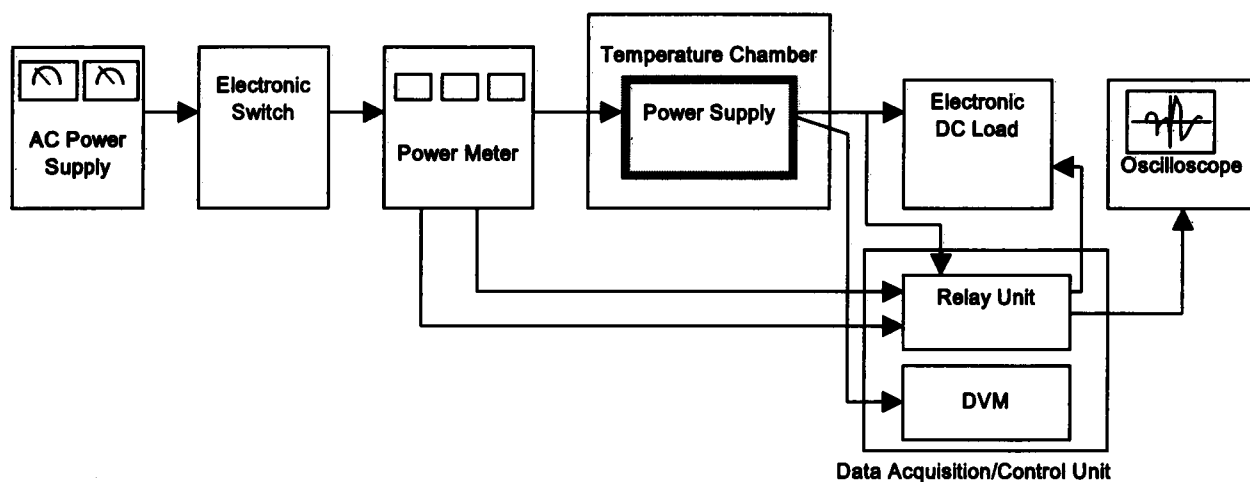 AC Power
Supply
Electronic
Switch
Power Meter
Temperature Chamber
Power Supply
Electronic
DC Load
Oscilloscope
Relay Unit
DVM
Data Acquisition/Control Unit